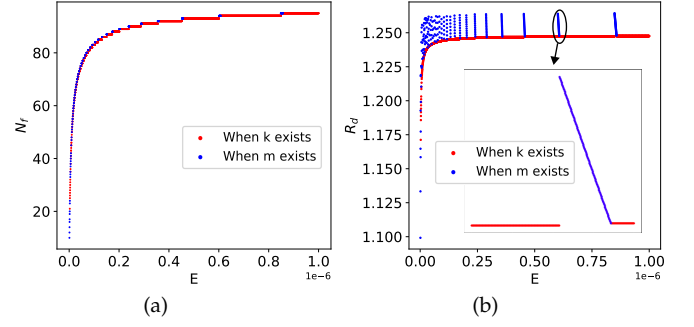 80
60
40
20
N_f
When k exists
When m exists
0.0 0.2 0.4 0.6 0.8 1.0
1e−6
E
(a)
1.250
1.225
1.200
1.175
1.150
1.125
1.100
R_d
When k exists
When m exists
0.00 0.25 0.50 0.75 1.00
1e−6
E
(b)